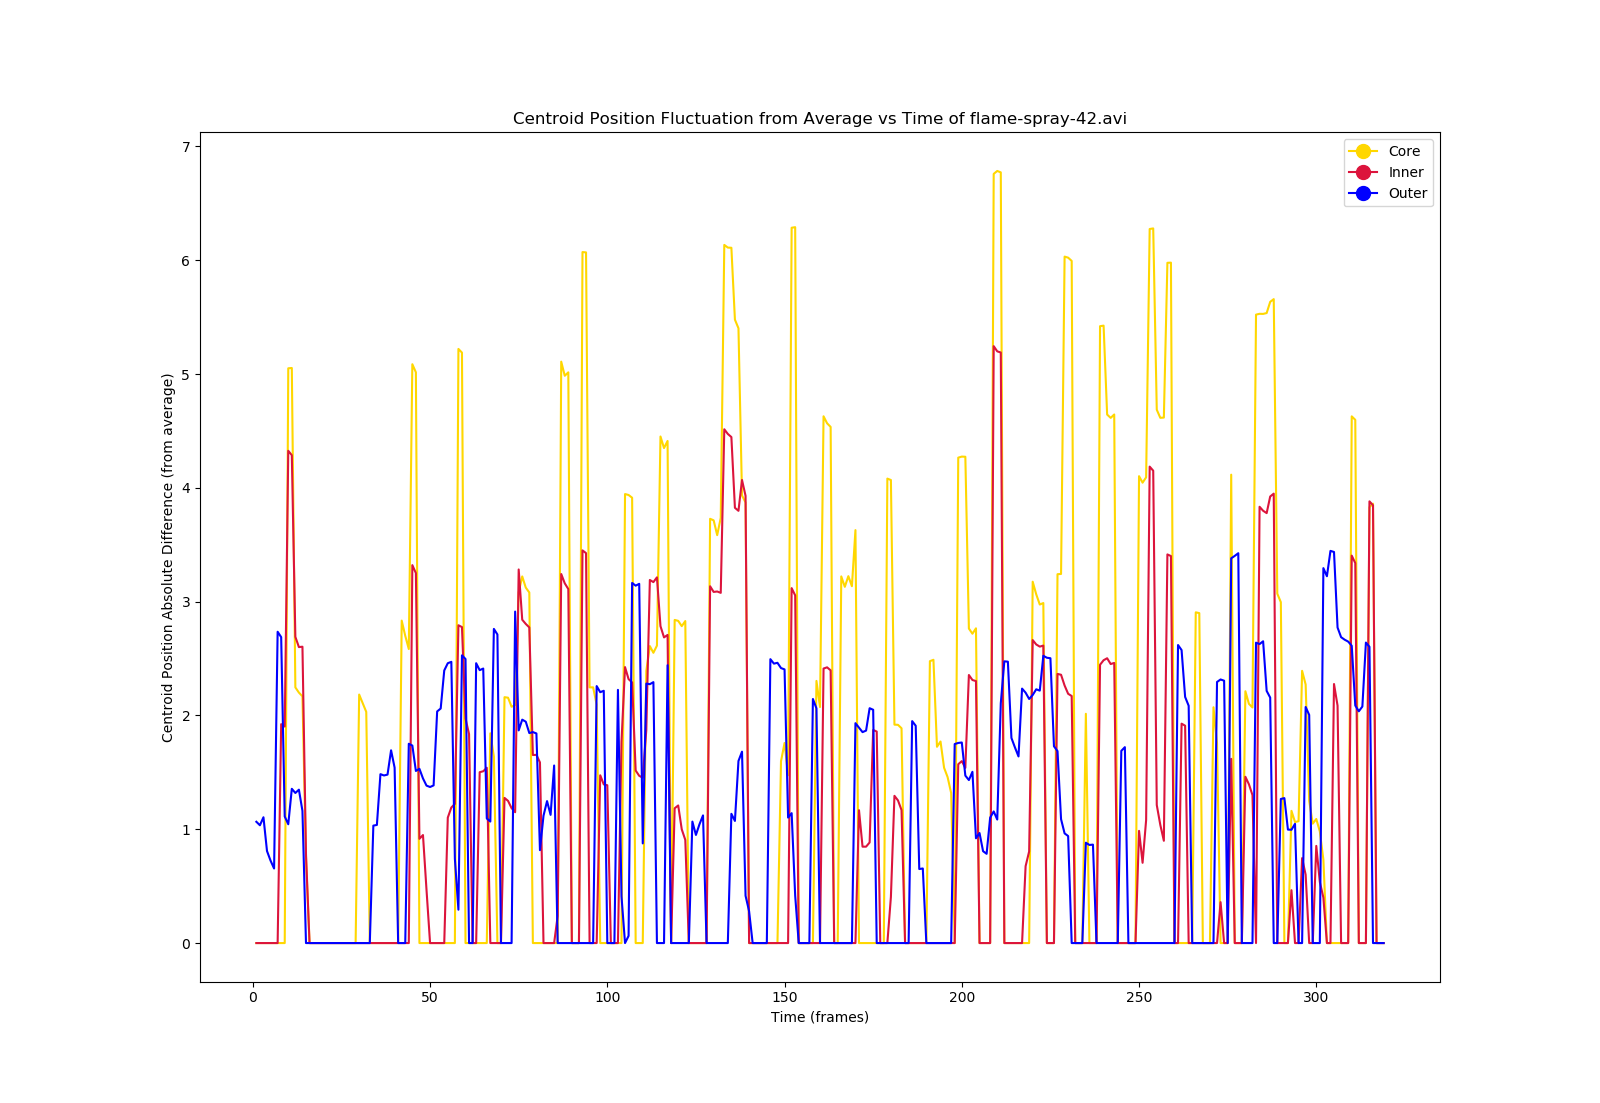 Centroid Position Fluctuation from Average vs Time of flame-spray-42.avi
Core
Inner
Outer
Centroid Position Absolute Difference (from average)
7
6
5
4
3
2
1
0
0 50 100 150 200 250 300
Time (frames)